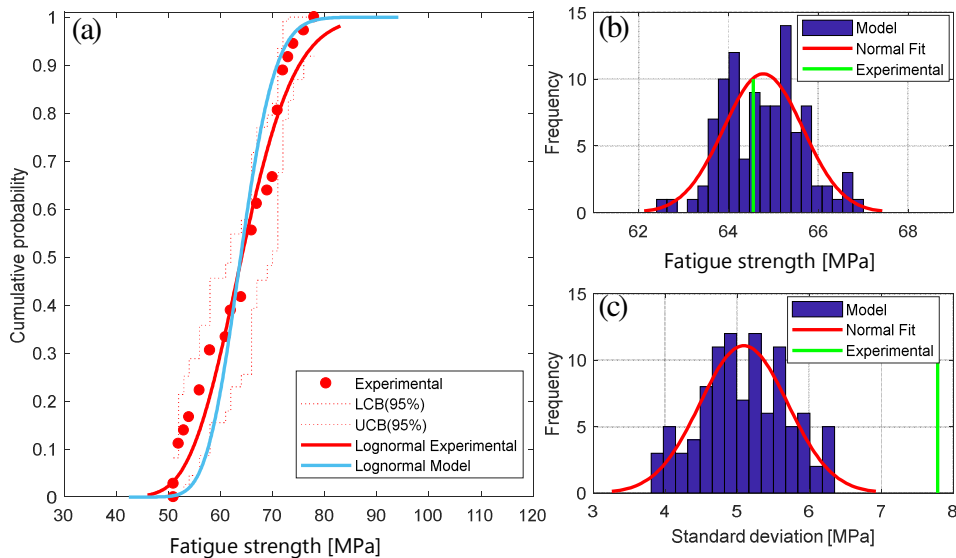 (a)
Cumulative probability
1
0.9
0.8
0.7
0.6
0.5
0.4
0.3
0.2
0.1
0
30 40 50 60 70 80 90 100 110 120
Fatigue strength [MPa]
Experimental
LCB(95%)
UCB(95%)
Lognormal Experimental
Lognormal Model
(b)
Frequency
15
10
5
0
62 64 66 68
Fatigue strength [MPa]
Model
Normal Fit
Experimental
(c)
Frequency
15
10
5
0
3 4 5 6 7 8
Standard deviation [MPa]
Model
Normal Fit
Experimental